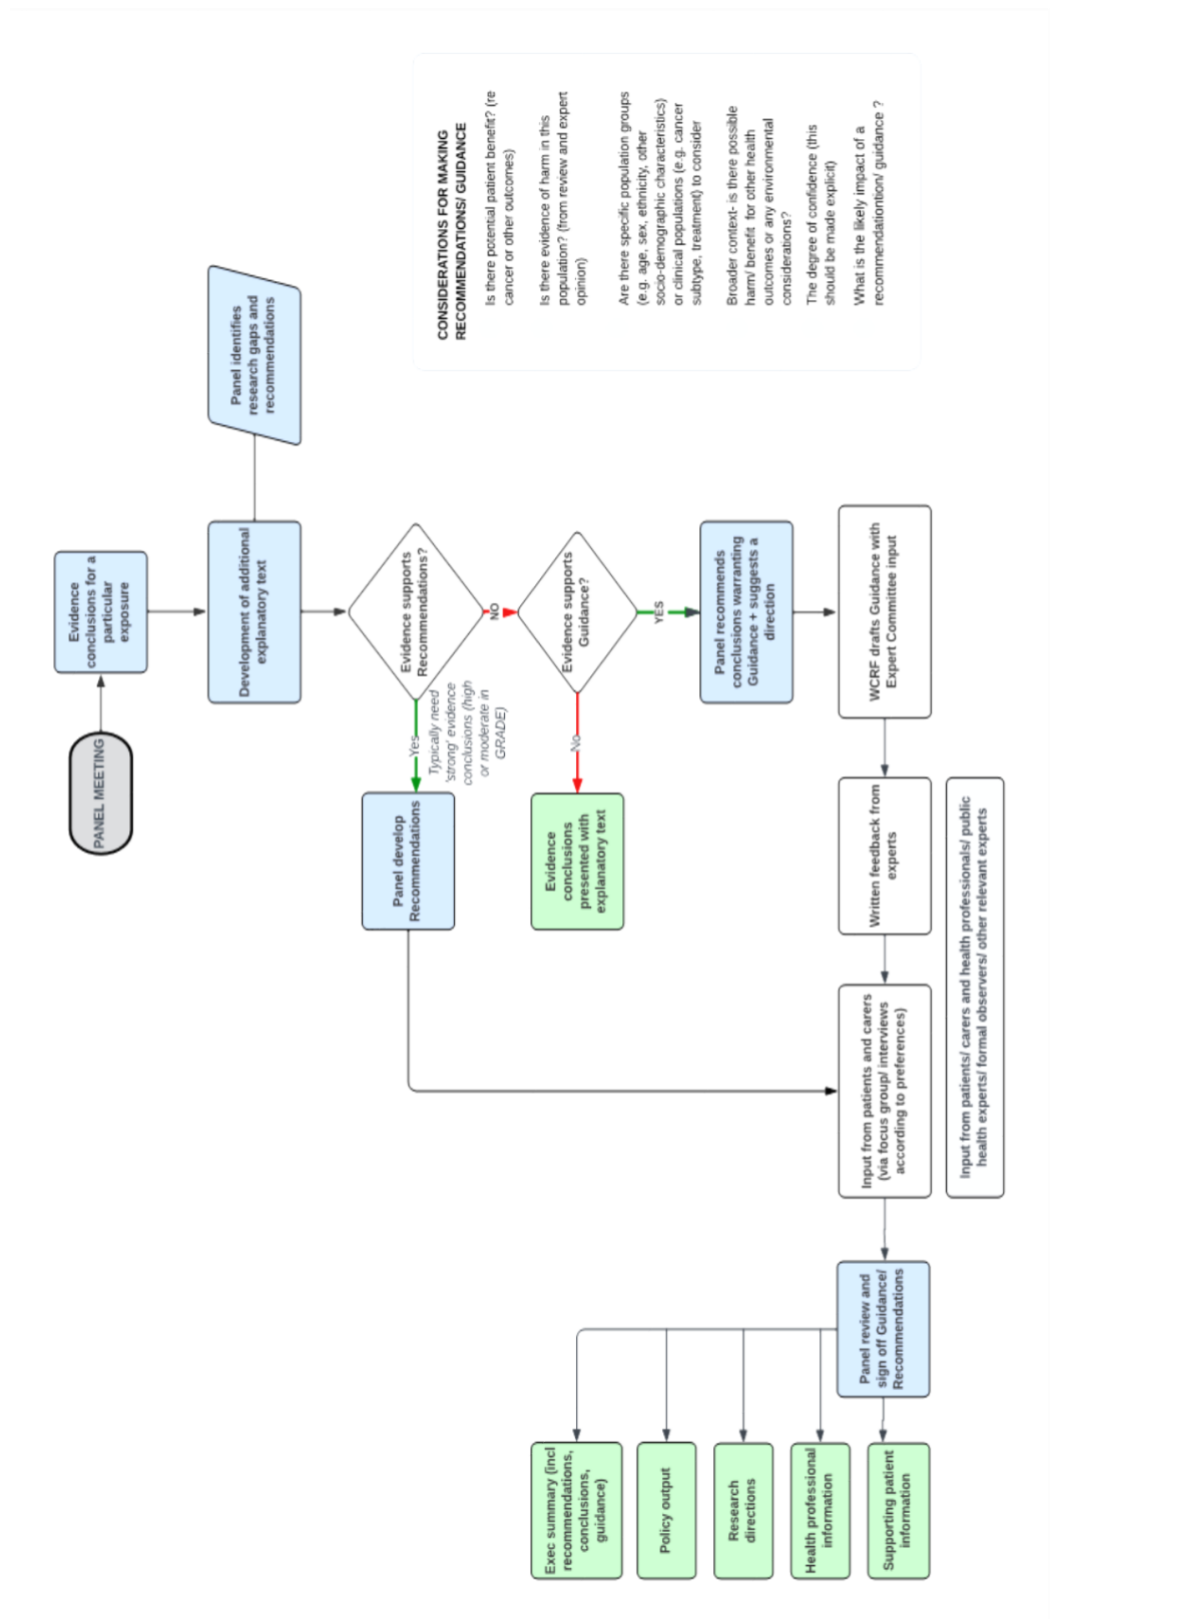 PANEL MEETING
Evidence
conclusions for a
particular
exposure
Development of additional
explanatory text
Panel identifies
research gaps and
recommendations
Evidence supports
Recommendations?
Yes
Typically need
'strong' evidence
conclusions (high
or moderate in
GRADE)
NO
Panel develop
Recommendations
Evidence supports
Guidance?
No
YES
Evidence
conclusions
presented with
explanatory text
Panel recommends
conclusions warranting
Guidance + suggests a
direction
WCRF drafts Guidance with
Expert Committee input
Written feedback from
experts
Input from patients and carers
(via focus group/ interviews
according to preferences)
Input from patients/ carers and health professionals/ public
health experts/ formal observers/ other relevant experts
Panel review and
sign off Guidance/
Recommendations
Exec summary (incl
recommendations,
conclusions,
guidance)
Policy output
Research
directions
Health professional
information
Supporting patient
information
CONSIDERATIONS FOR MAKING
RECOMMENDATIONS/ GUIDANCE
Is there potential patient benefit? (re
cancer or other outcomes)
Is there evidence of harm in this
population? (from review and expert
opinion)
Are there specific population groups
(e.g. age, sex, ethnicity, other
socio-demographic characteristics)
or clinical populations (e.g. cancer
subtype, treatment) to consider
Broader context- is there possible
harm/ benefit for other health
outcomes or any environmental
considerations?
The degree of confidence (this
should be made explicit)
What is the likely impact of a
recommendationtion/ guidance ?